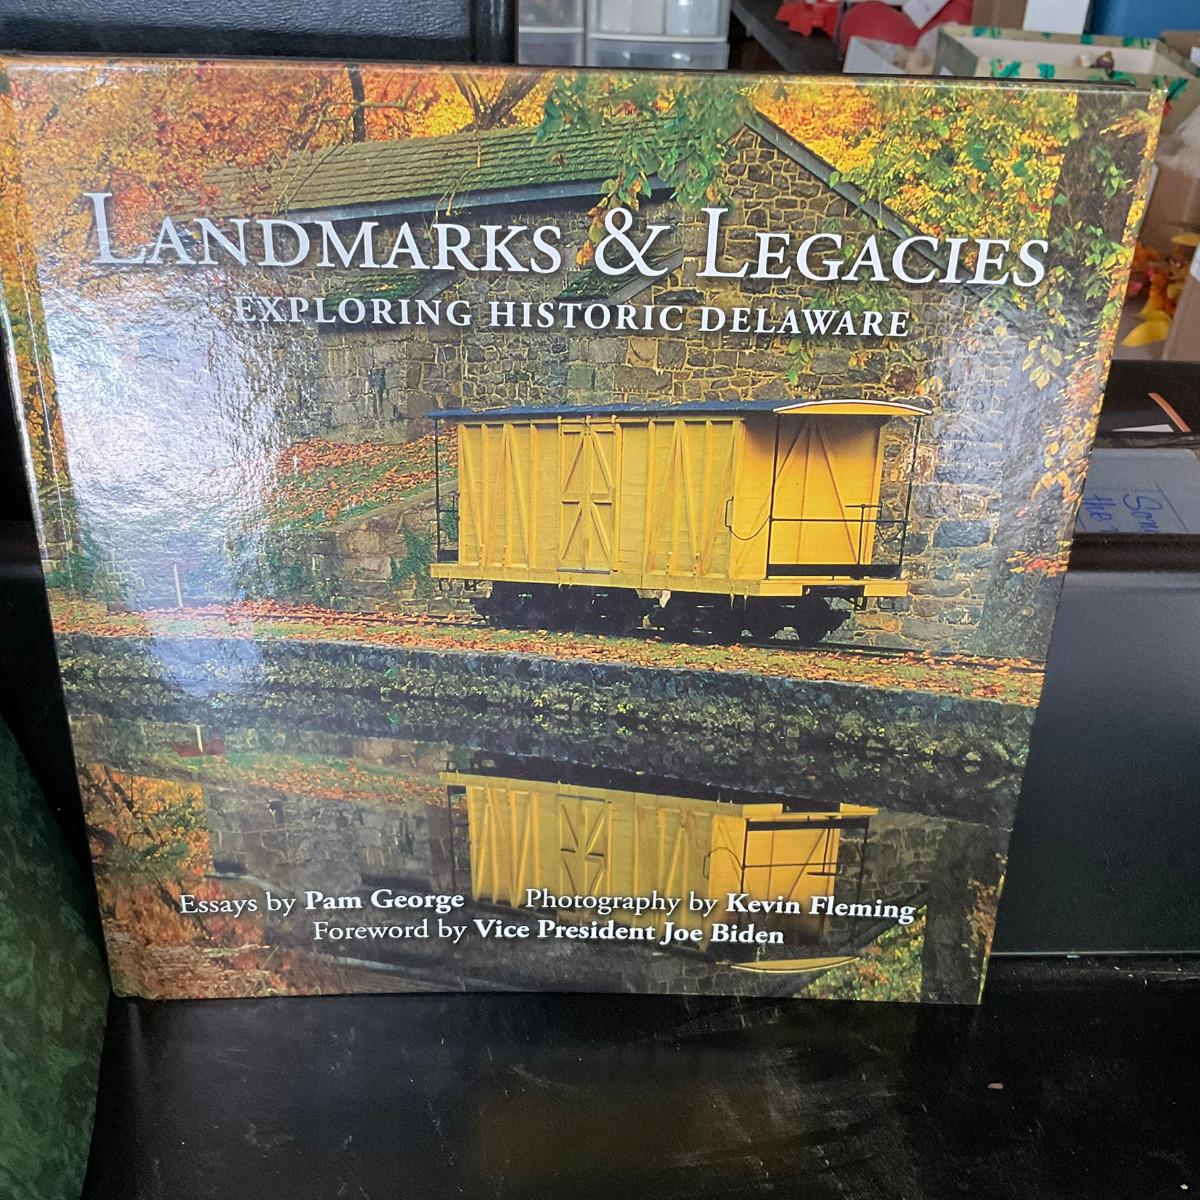 LANDMARKS & LEGACIES
EXPLORING HISTORIC DELAWARE
Essays by Pam George Photography by Kevin Fleming
Foreword by Vice President Joe Biden
the